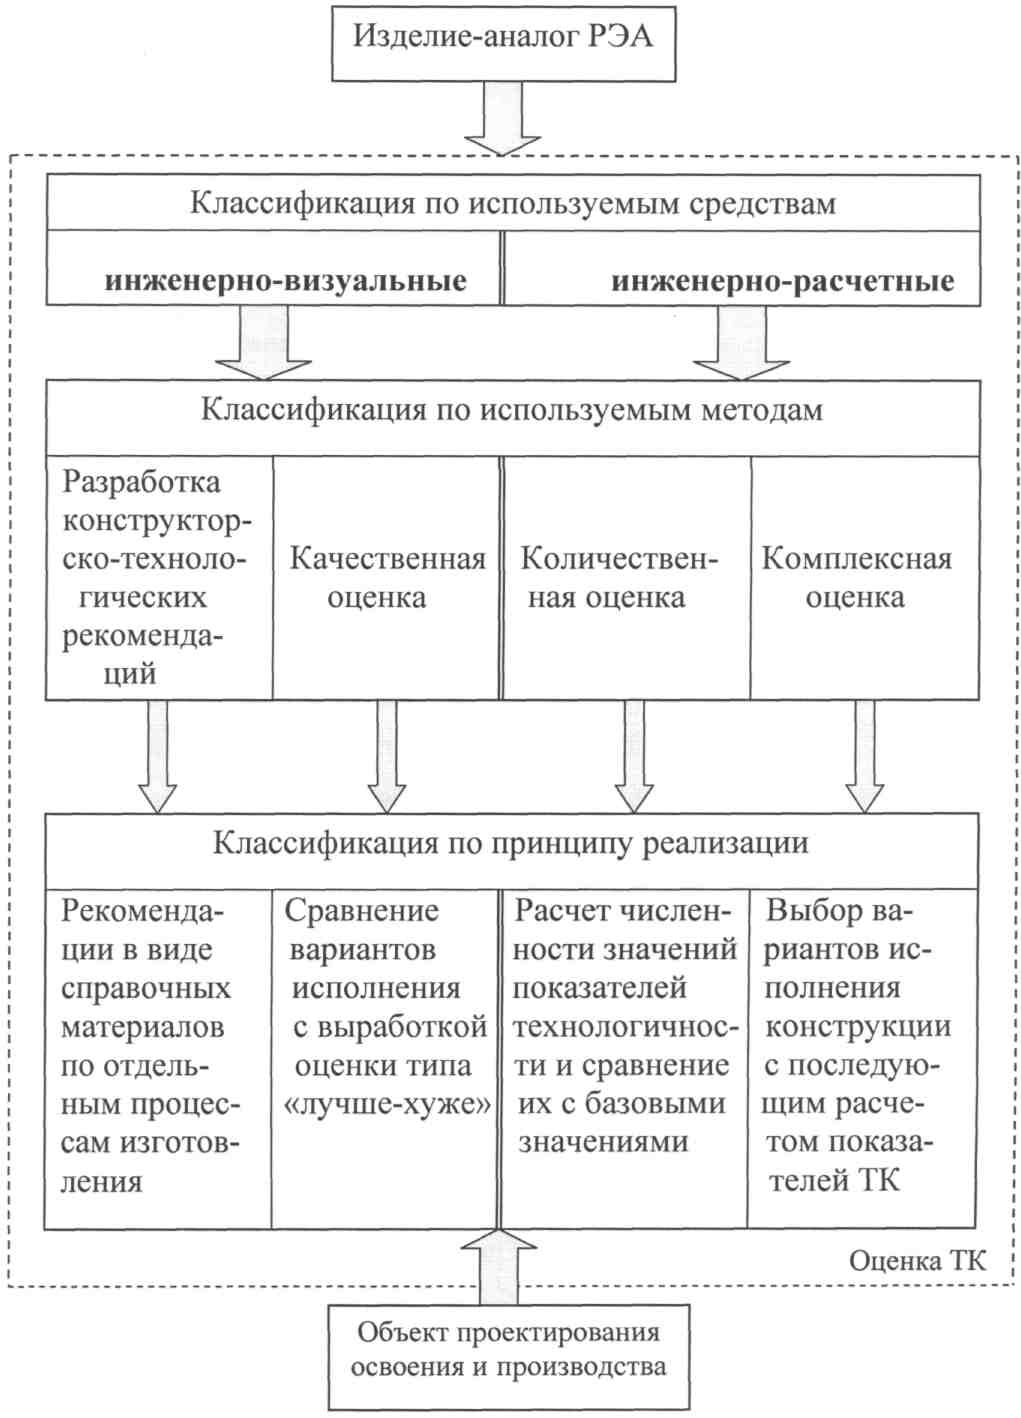 Изделие-аналог РЭА
Классификация по используемым средствам
инженерно-визуальные
инженерно-расчетные
Классификация по используемым методам
Разработка
конструктор-
ско-техноло-
гических
рекоменда-
ций
Качественная
оценка
Количествен-
ная оценка
Комплексная
оценка
Классификация по принципу реализации
Рекоменда-
ции в виде
справочных
материалов
по отдель-
ным процес-
сам изготов-
ления
Сравнение
вариантов
исполнения
с выработкой
оценки типа
«лучше-хуже»
Расчет числен-
ности значений
показателей
технологичнос-
ти и сравнение
их с базовыми
значениями
Выбор ва-
риантов ис-
полнения
конструкции
с последую-
щим расче-
том показа-
телей ТК
Оценка ТК
Объект проектирования
освоения и производства